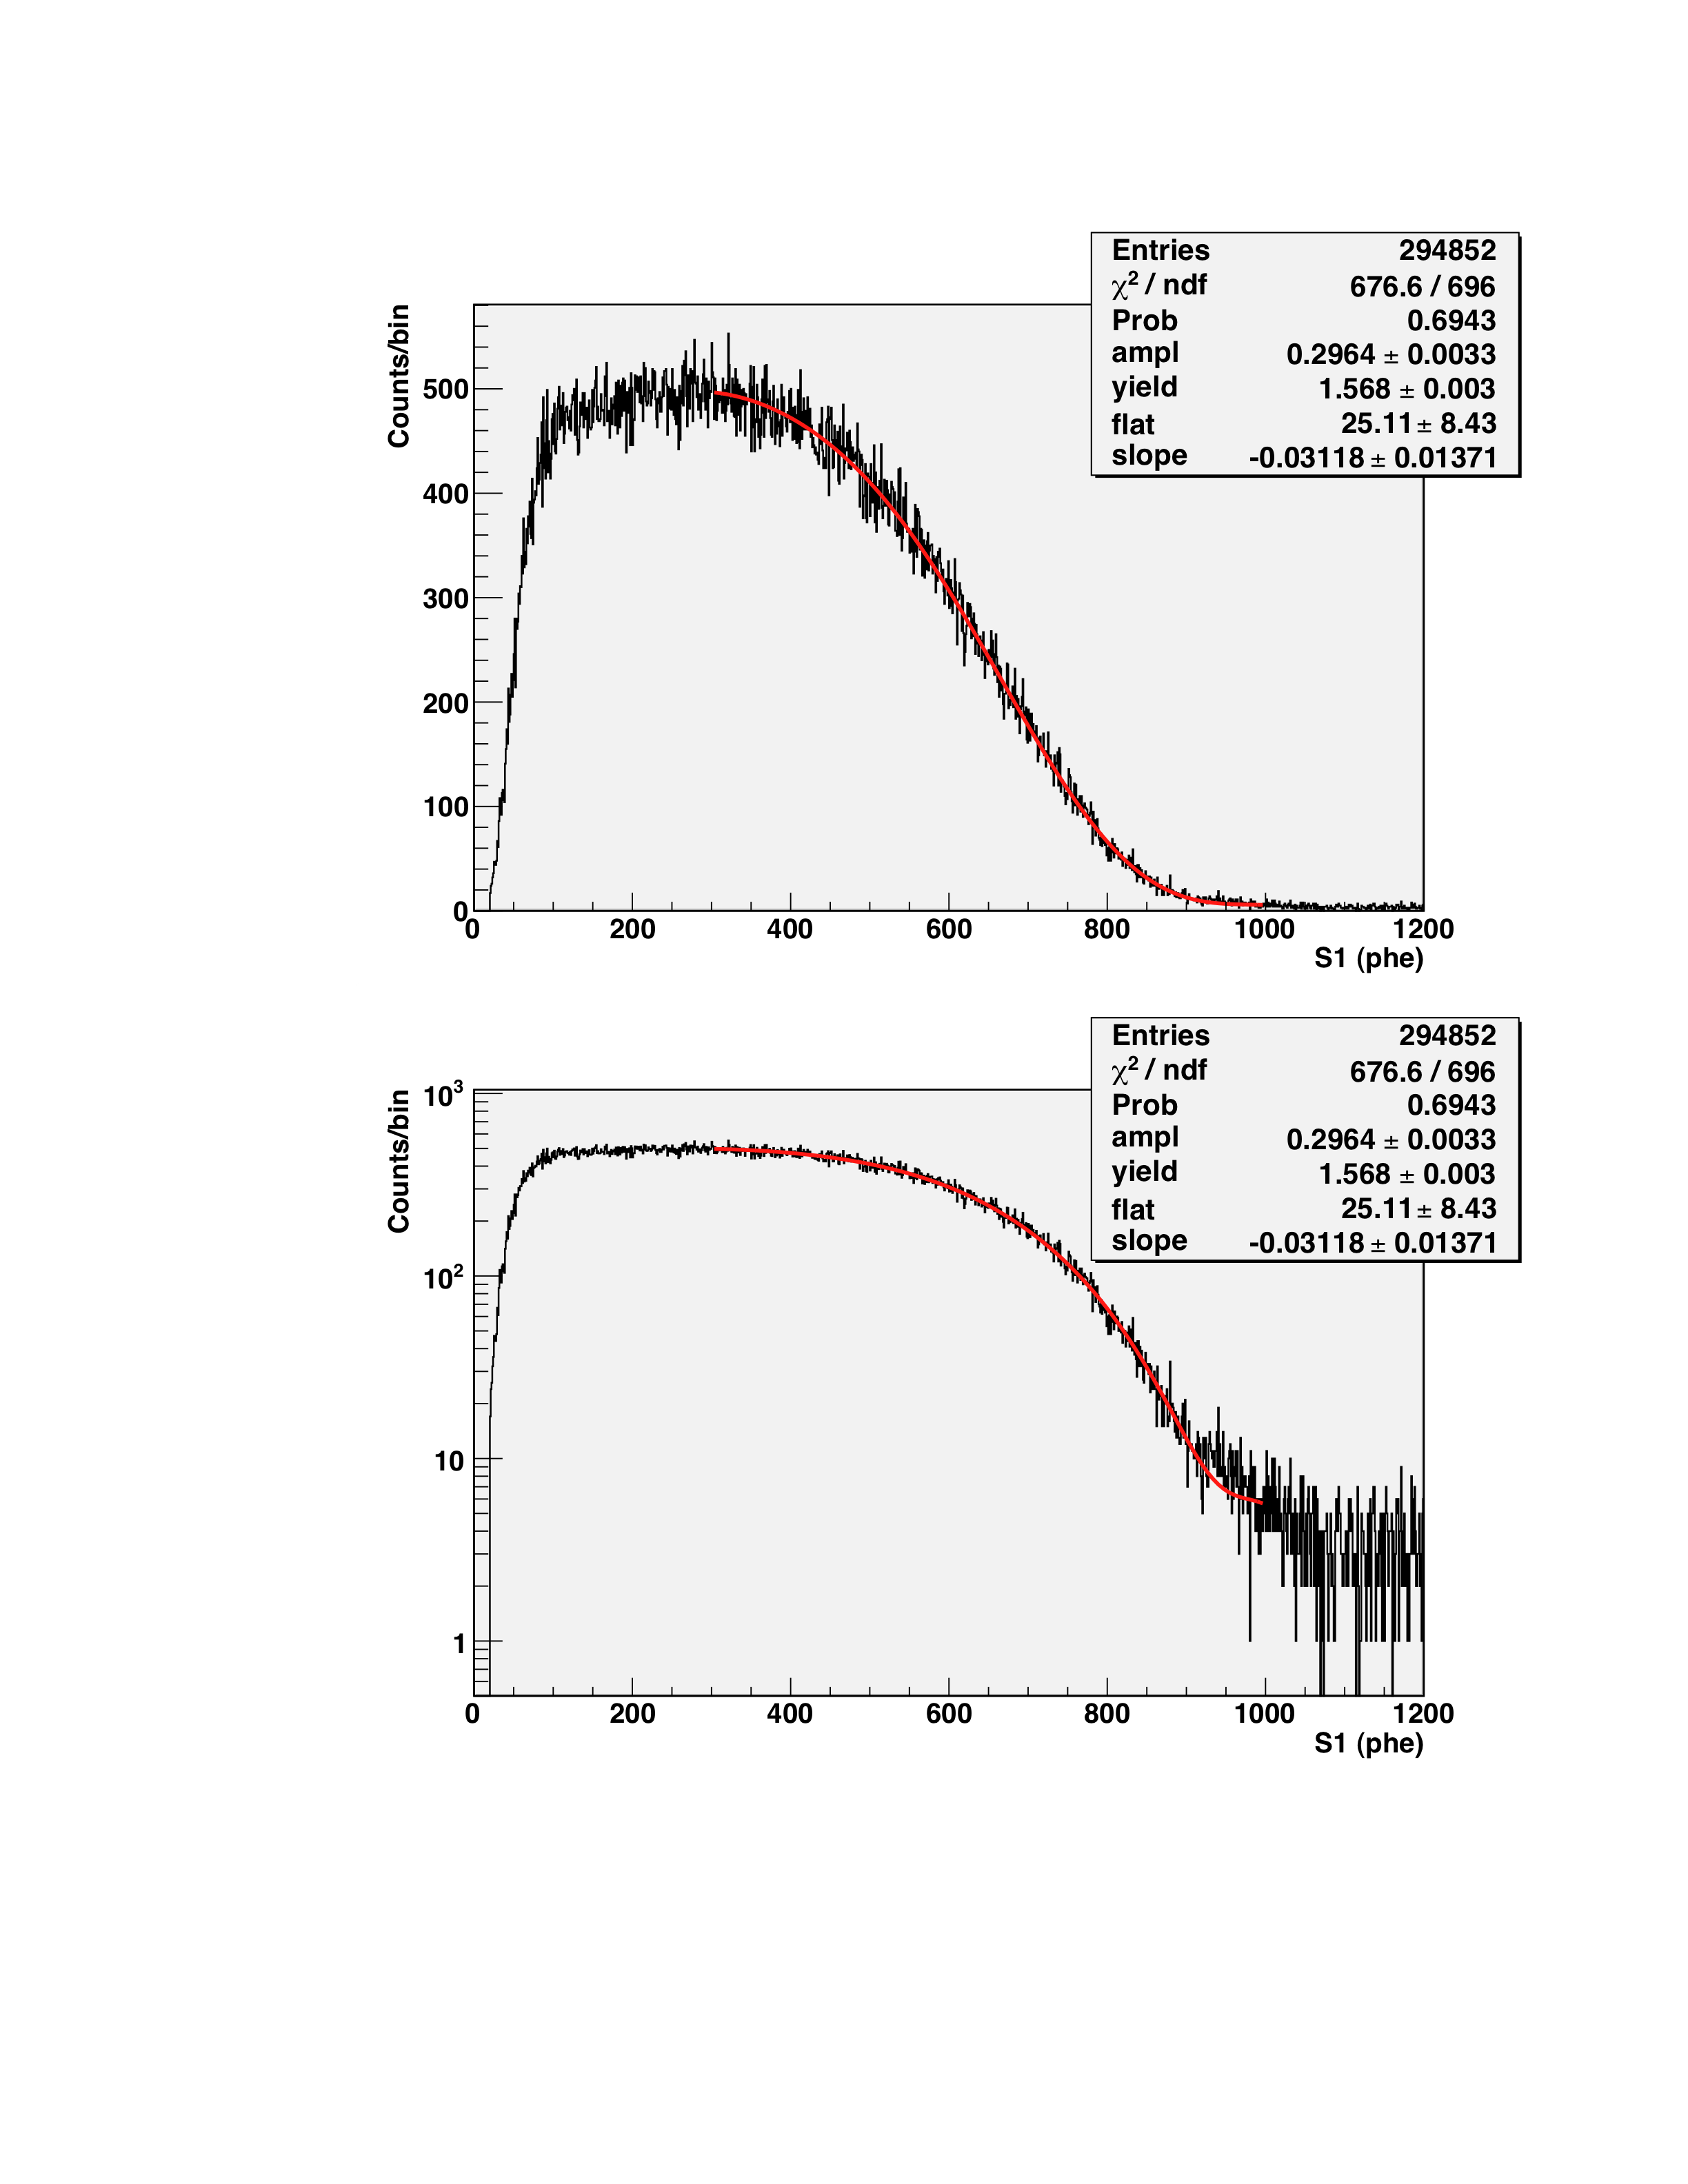 Entries 294852
χ² / ndf 676.6 / 696
Prob 0.6943
ampl 0.2964 ± 0.0033
yield 1.568 ± 0.003
flat 25.11 ± 8.43
slope -0.03118 ± 0.01371
Counts/bin
500
400
300
200
100
0
0 200 400 600 800 1000 1200
S1 (phe)
Entries 294852
χ² / ndf 676.6 / 696
Prob 0.6943
ampl 0.2964 ± 0.0033
yield 1.568 ± 0.003
flat 25.11 ± 8.43
slope -0.03118 ± 0.01371
Counts/bin
10³
10²
10
1
0 200 400 600 800 1000 1200
S1 (phe)